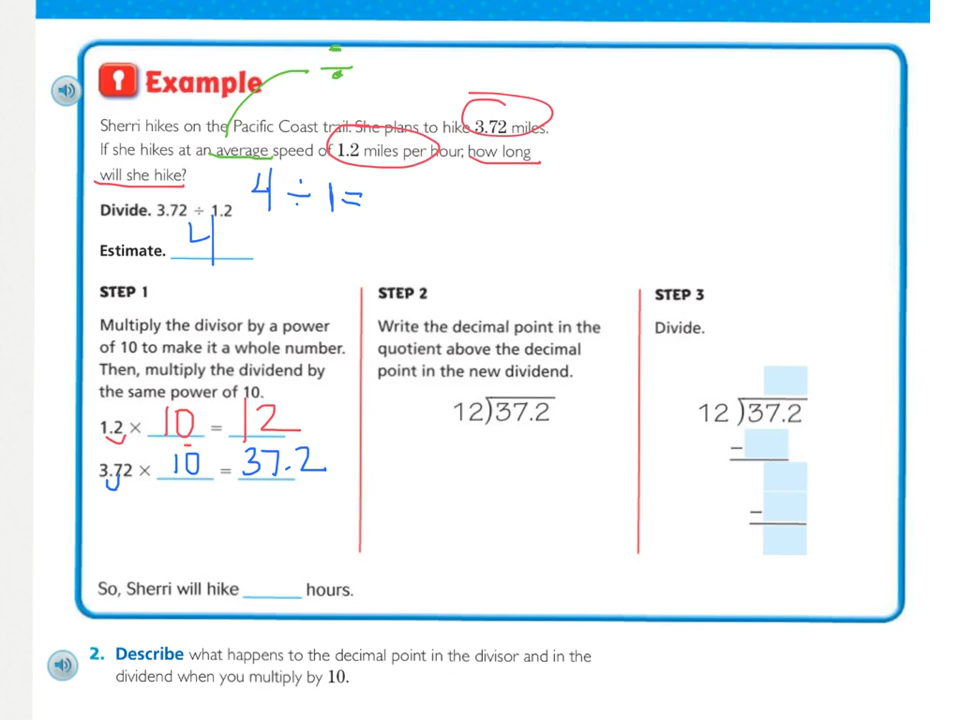 Example
Sherri hikes on the Pacific Coast trail. She plans to hike 3.72 miles.
If she hikes at an average speed of 1.2 miles per hour, how long
will she hike?
4 ÷ 1 =
Divide. 3.72 ÷ 1.2
Estimate. 4
STEP 1
Multiply the divisor by a power
of 10 to make it a whole number.
Then, multiply the dividend by
the same power of 10.
1.2 × 10 = 12
3.72 × 10 = 37.2
STEP 2
Write the decimal point in the
quotient above the decimal
point in the new dividend.
12)37.2
STEP 3
Divide.
12)37.2
−
−
So, Sherri will hike ______ hours.
2. Describe what happens to the decimal point in the divisor and in the
dividend when you multiply by 10.